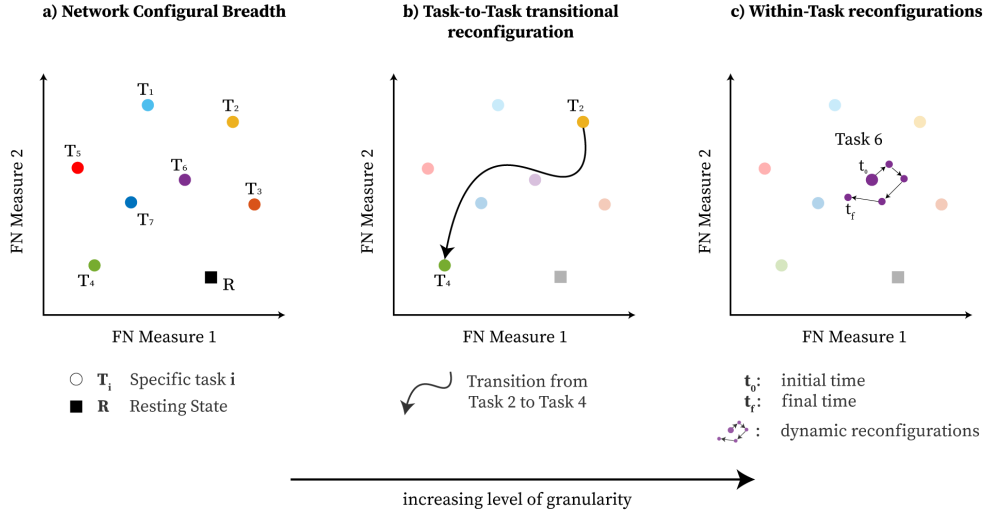 a) Network Configural Breadth
b) Task-to-Task transitional
reconfiguration
c) Within-Task reconfigurations
FN Measure 2
T1
T2
T5
T6
T3
T7
T4
R
FN Measure 1
FN Measure 2
T2
T4
FN Measure 1
FN Measure 2
Task 6
t0
tf
FN Measure 1
Ti Specific task i
R Resting State
Transition from
Task 2 to Task 4
t0: initial time
tf: final time
: dynamic reconfigurations
increasing level of granularity